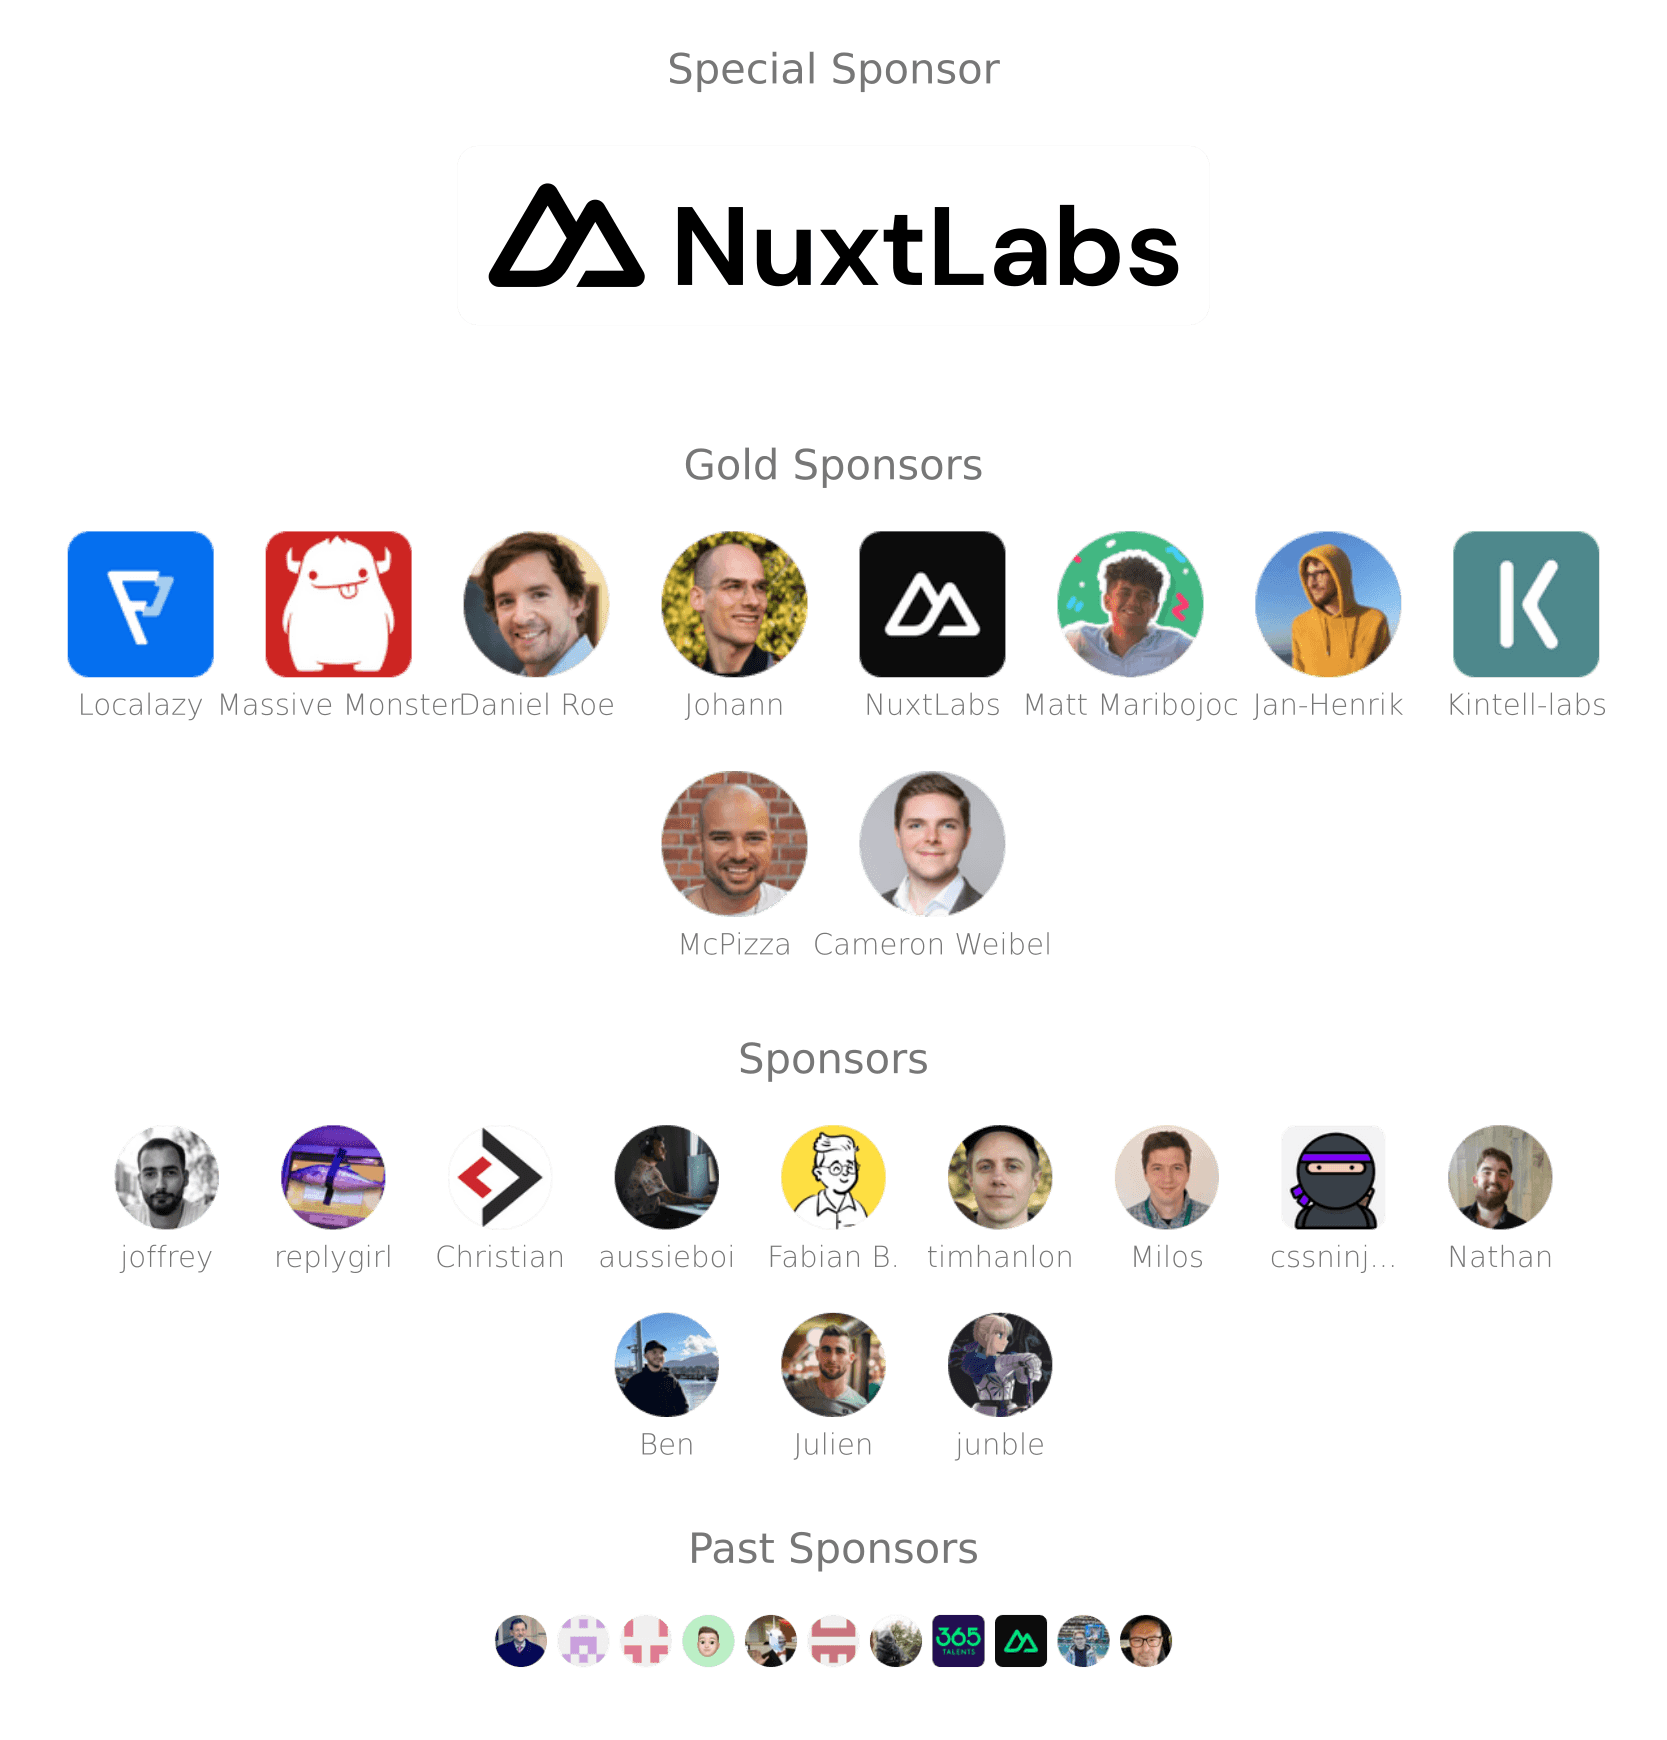 Special Sponsor
NuxtLabs
Gold Sponsors
Localazy Massive Monster Daniel Roe Johann NuxtLabs Matt Maribojoc Jan-Henrik Kintell-labs
McPizza Cameron Weibel
Sponsors
joffrey replygirl Christian aussieboi Fabian B. timhanlon Milos cssninj... Nathan
Ben Julien junble
Past Sponsors
365
TALENTS